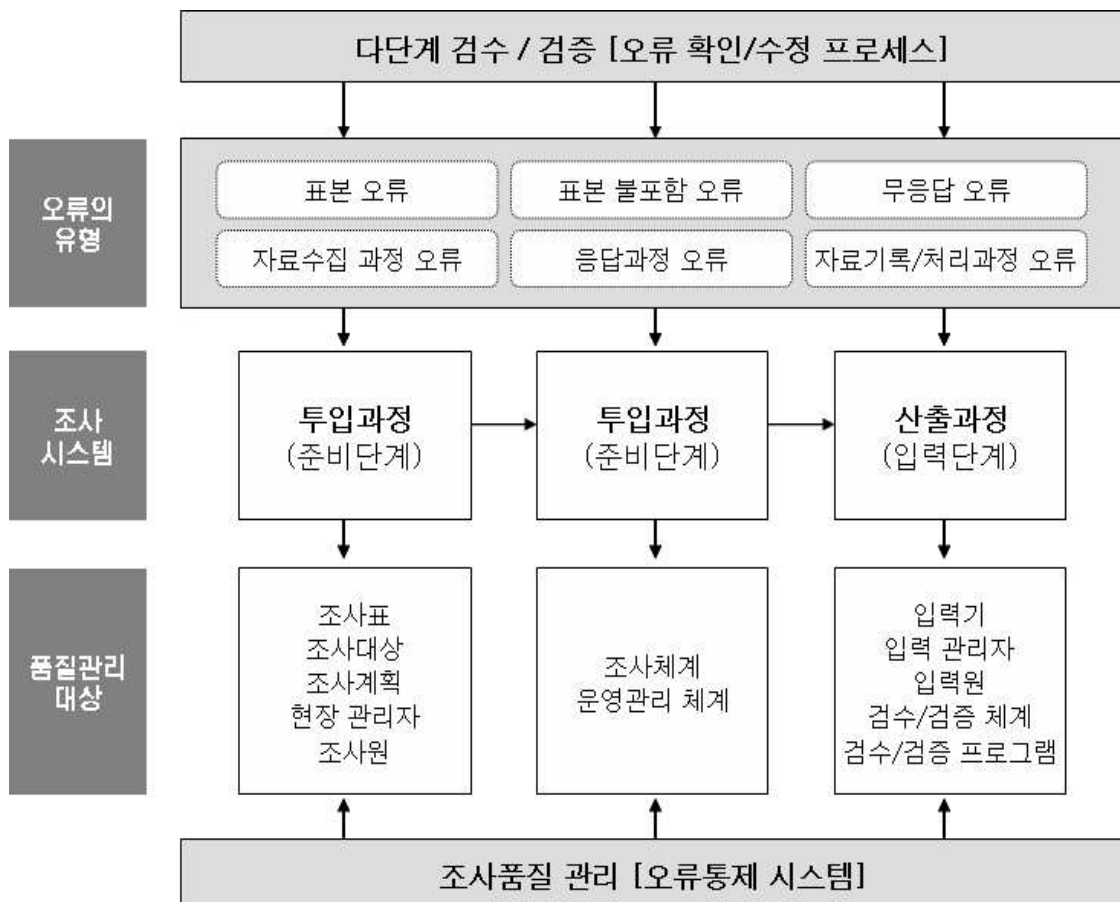 다단계 검수 / 검증 [오류 확인/수정 프로세스]
오류의
유형
표본 오류
표본 불포함 오류
무응답 오류
자료수집 과정 오류
응답과정 오류
자료기록/처리과정 오류
조사
시스템
투입과정
(준비단계)
투입과정
(준비단계)
산출과정
(입력단계)
품질관리
대상
조사표
조사대상
조사계획
현장 관리자
조사원
조사체계
운영관리 체계
입력기
입력 관리자
입력원
검수/검증 체계
검수/검증 프로그램
조사품질 관리 [오류통제 시스템]